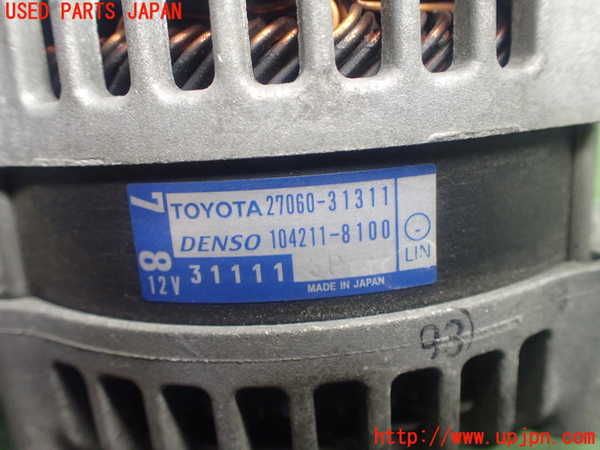 USED PARTS JAPAN
7 8
TOYOTA 27060-31311
DENSO 104211-8100
12V 31111
LIN
MADE IN JAPAN
93
http://www.upjpn.com/